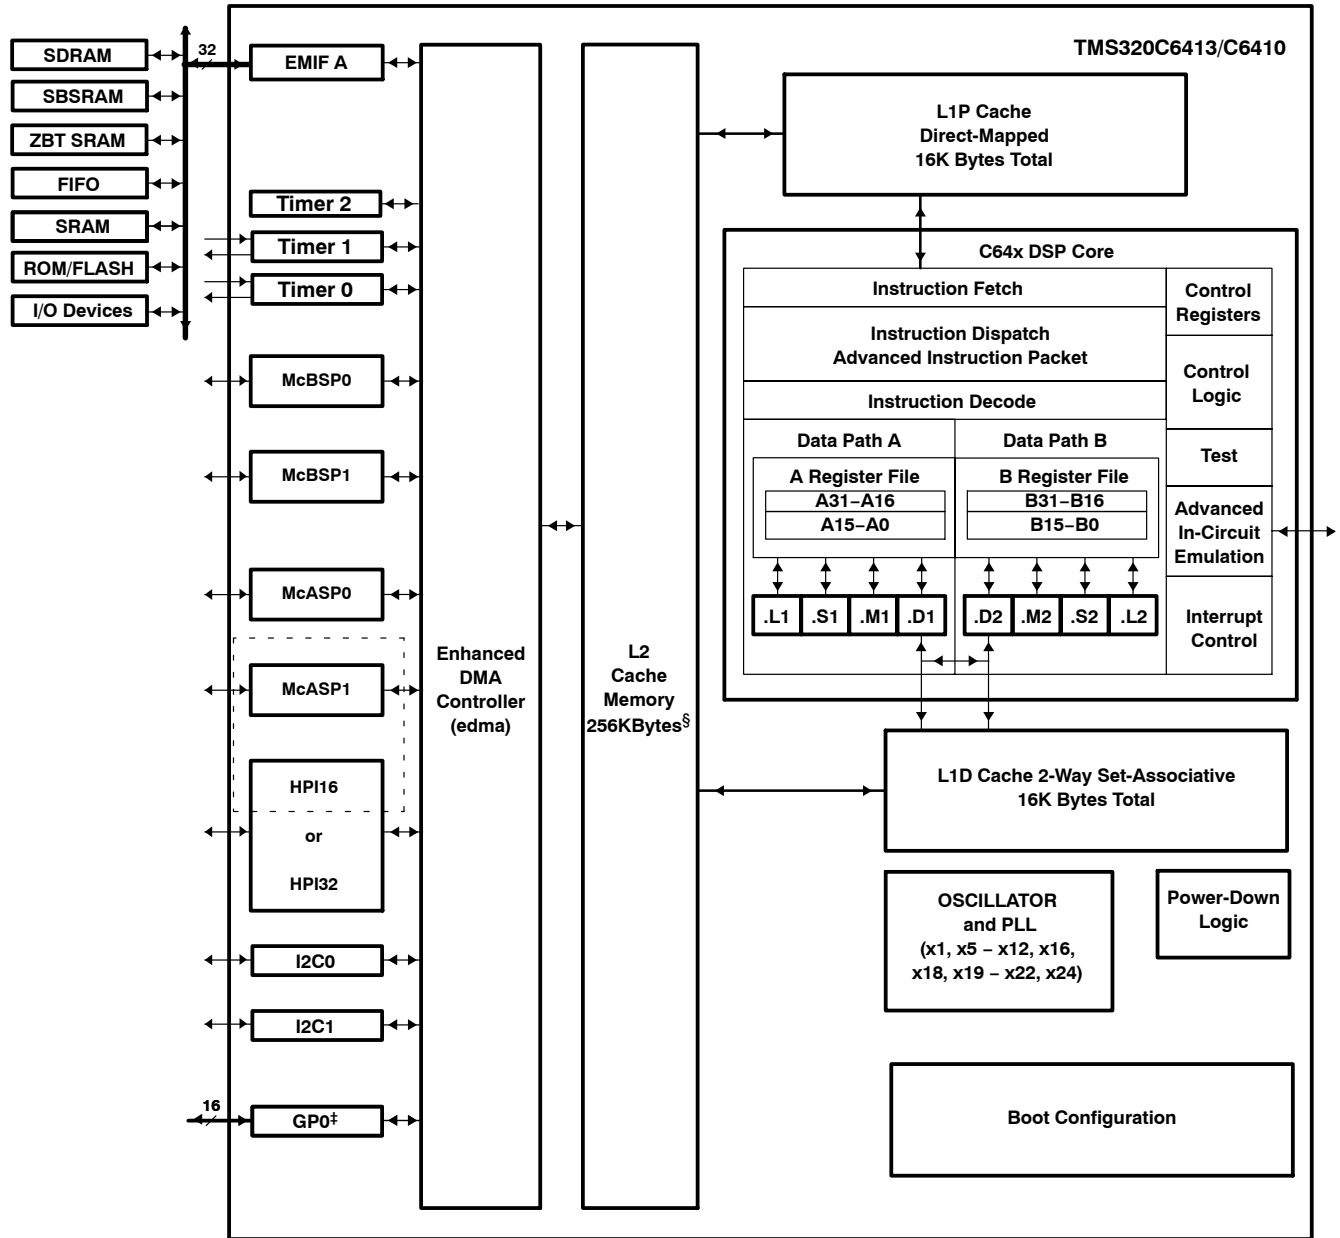 TMS320C6413/C6410
SDRAM
SBSRAM
ZBT SRAM
FIFO
SRAM
ROM/FLASH
I/O Devices
32
EMIF A
Timer 2
Timer 1
Timer 0
McBSP0
McBSP1
McASP0
McASP1
HPI16
or
HPI32
I2C0
I2C1
16
GP0‡
Enhanced
DMA
Controller
(edma)
L2
Cache
Memory
256KBytes§
L1P Cache
Direct-Mapped
16K Bytes Total
C64x DSP Core
Instruction Fetch
Instruction Dispatch
Advanced Instruction Packet
Instruction Decode
Data Path A
Data Path B
A Register File
A31−A16
A15−A0
B Register File
B31−B16
B15−B0
.L1
.S1
.M1
.D1
.D2
.M2
.S2
.L2
Control
Registers
Control
Logic
Test
Advanced
In-Circuit
Emulation
Interrupt
Control
L1D Cache 2-Way Set-Associative
16K Bytes Total
OSCILLATOR
and PLL
(x1, x5 − x12, x16,
x18, x19 − x22, x24)
Power-Down
Logic
Boot Configuration